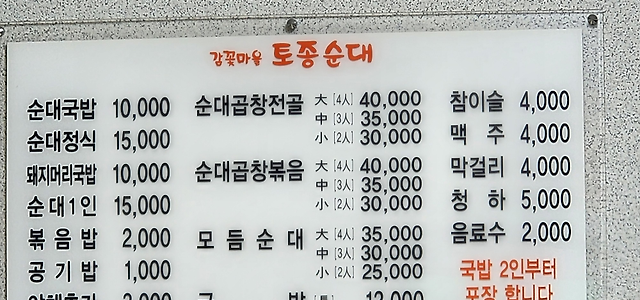 감꽃마을 토종순대
순대국밥 10,000
순대정식 15,000
돼지머리국밥 10,000
순대1인 15,000
볶음밥 2,000
공기밥 1,000
순대곱창전골 大 [4人] 40,000
中 [3人] 35,000
小 [2人] 30,000
순대곱창볶음 大 [4人] 40,000
中 [3人] 35,000
小 [2人] 30,000
모듬순대 大 [4人] 35,000
中 [3人] 30,000
小 [2人] 25,000
참이슬 4,000
맥주 4,000
막걸리 4,000
청하 5,000
음료수 2,000
국밥 2인부터
포장 합니다